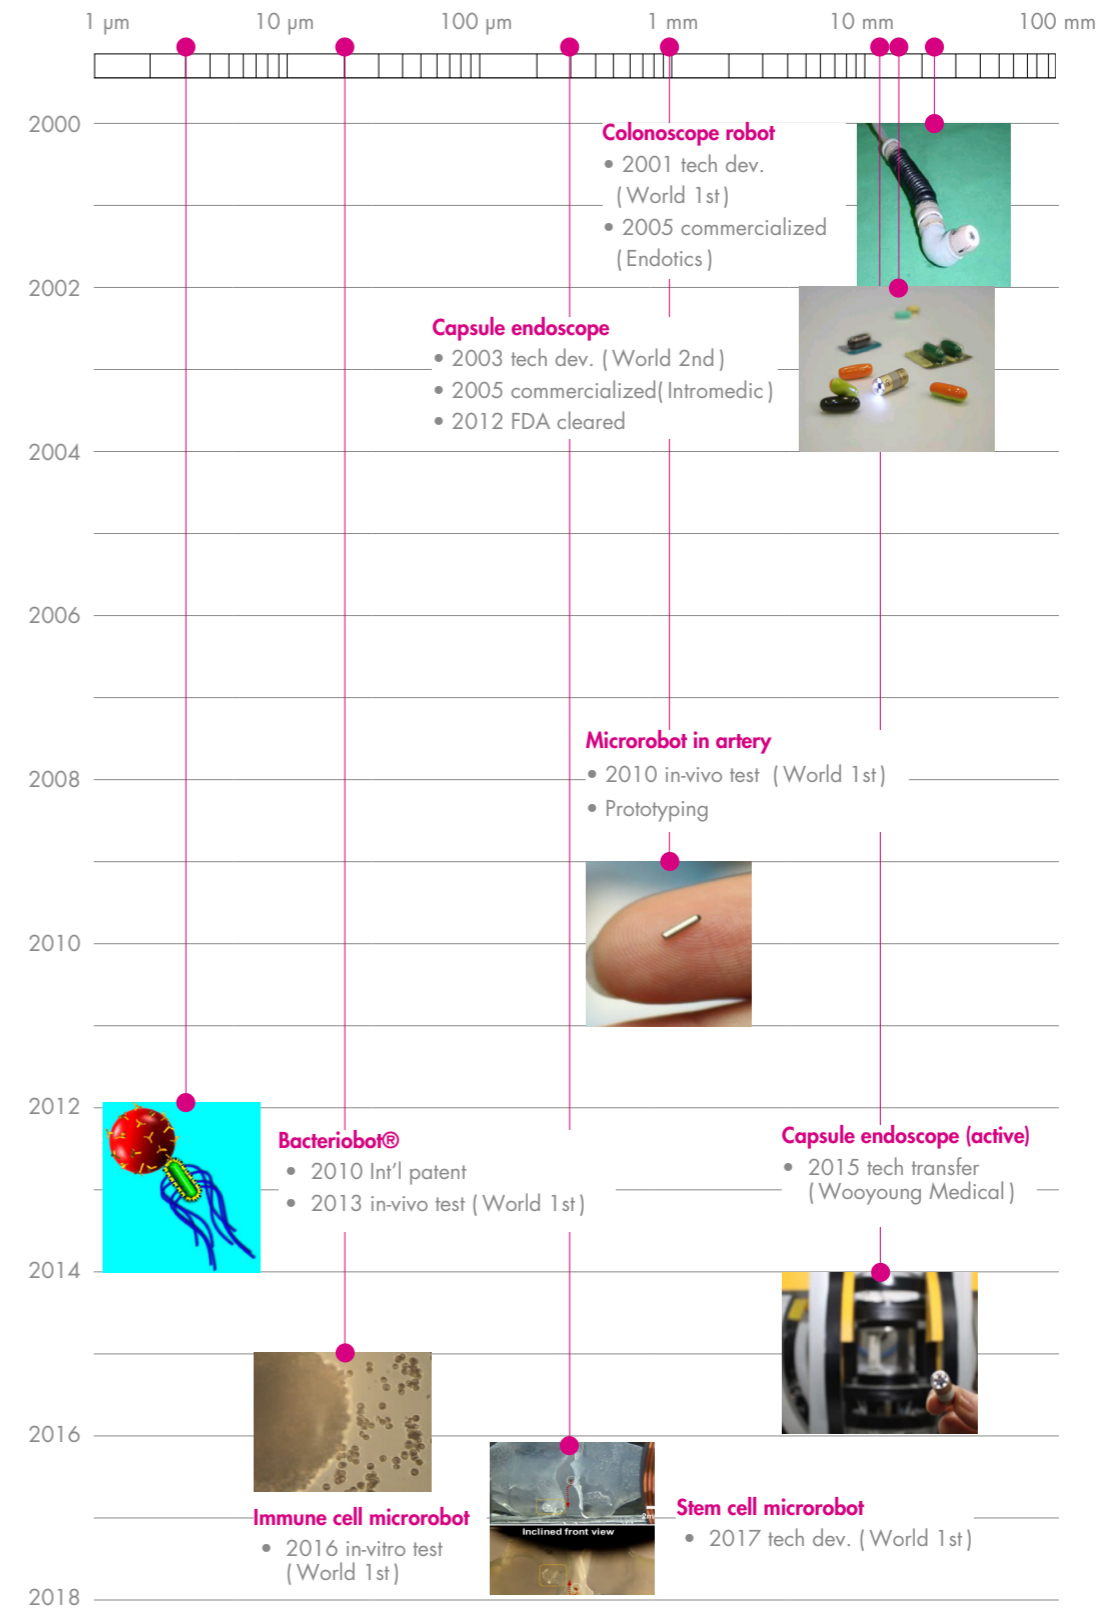 1 µm 10 µm 100 µm 1 mm 10 mm 100 mm
2000
Colonoscope robot
• 2001 tech dev.
(World 1st)
• 2005 commercialized
(Endotics)
2002
Capsule endoscope
• 2003 tech dev. (World 2nd)
• 2005 commercialized(Intromedic)
• 2012 FDA cleared
2004
2006
Microrobot in artery
2008
• 2010 in-vivo test (World 1st)
• Prototyping
2010
2012
Bacteriobot®
• 2010 Int'l patent
• 2013 in-vivo test (World 1st)
Capsule endoscope (active)
• 2015 tech transfer
(Wooyoung Medical)
2014
2016
Immune cell microrobot
• 2016 in-vitro test
(World 1st)
Inclined front view
Stem cell microrobot
• 2017 tech dev. (World 1st)
2018